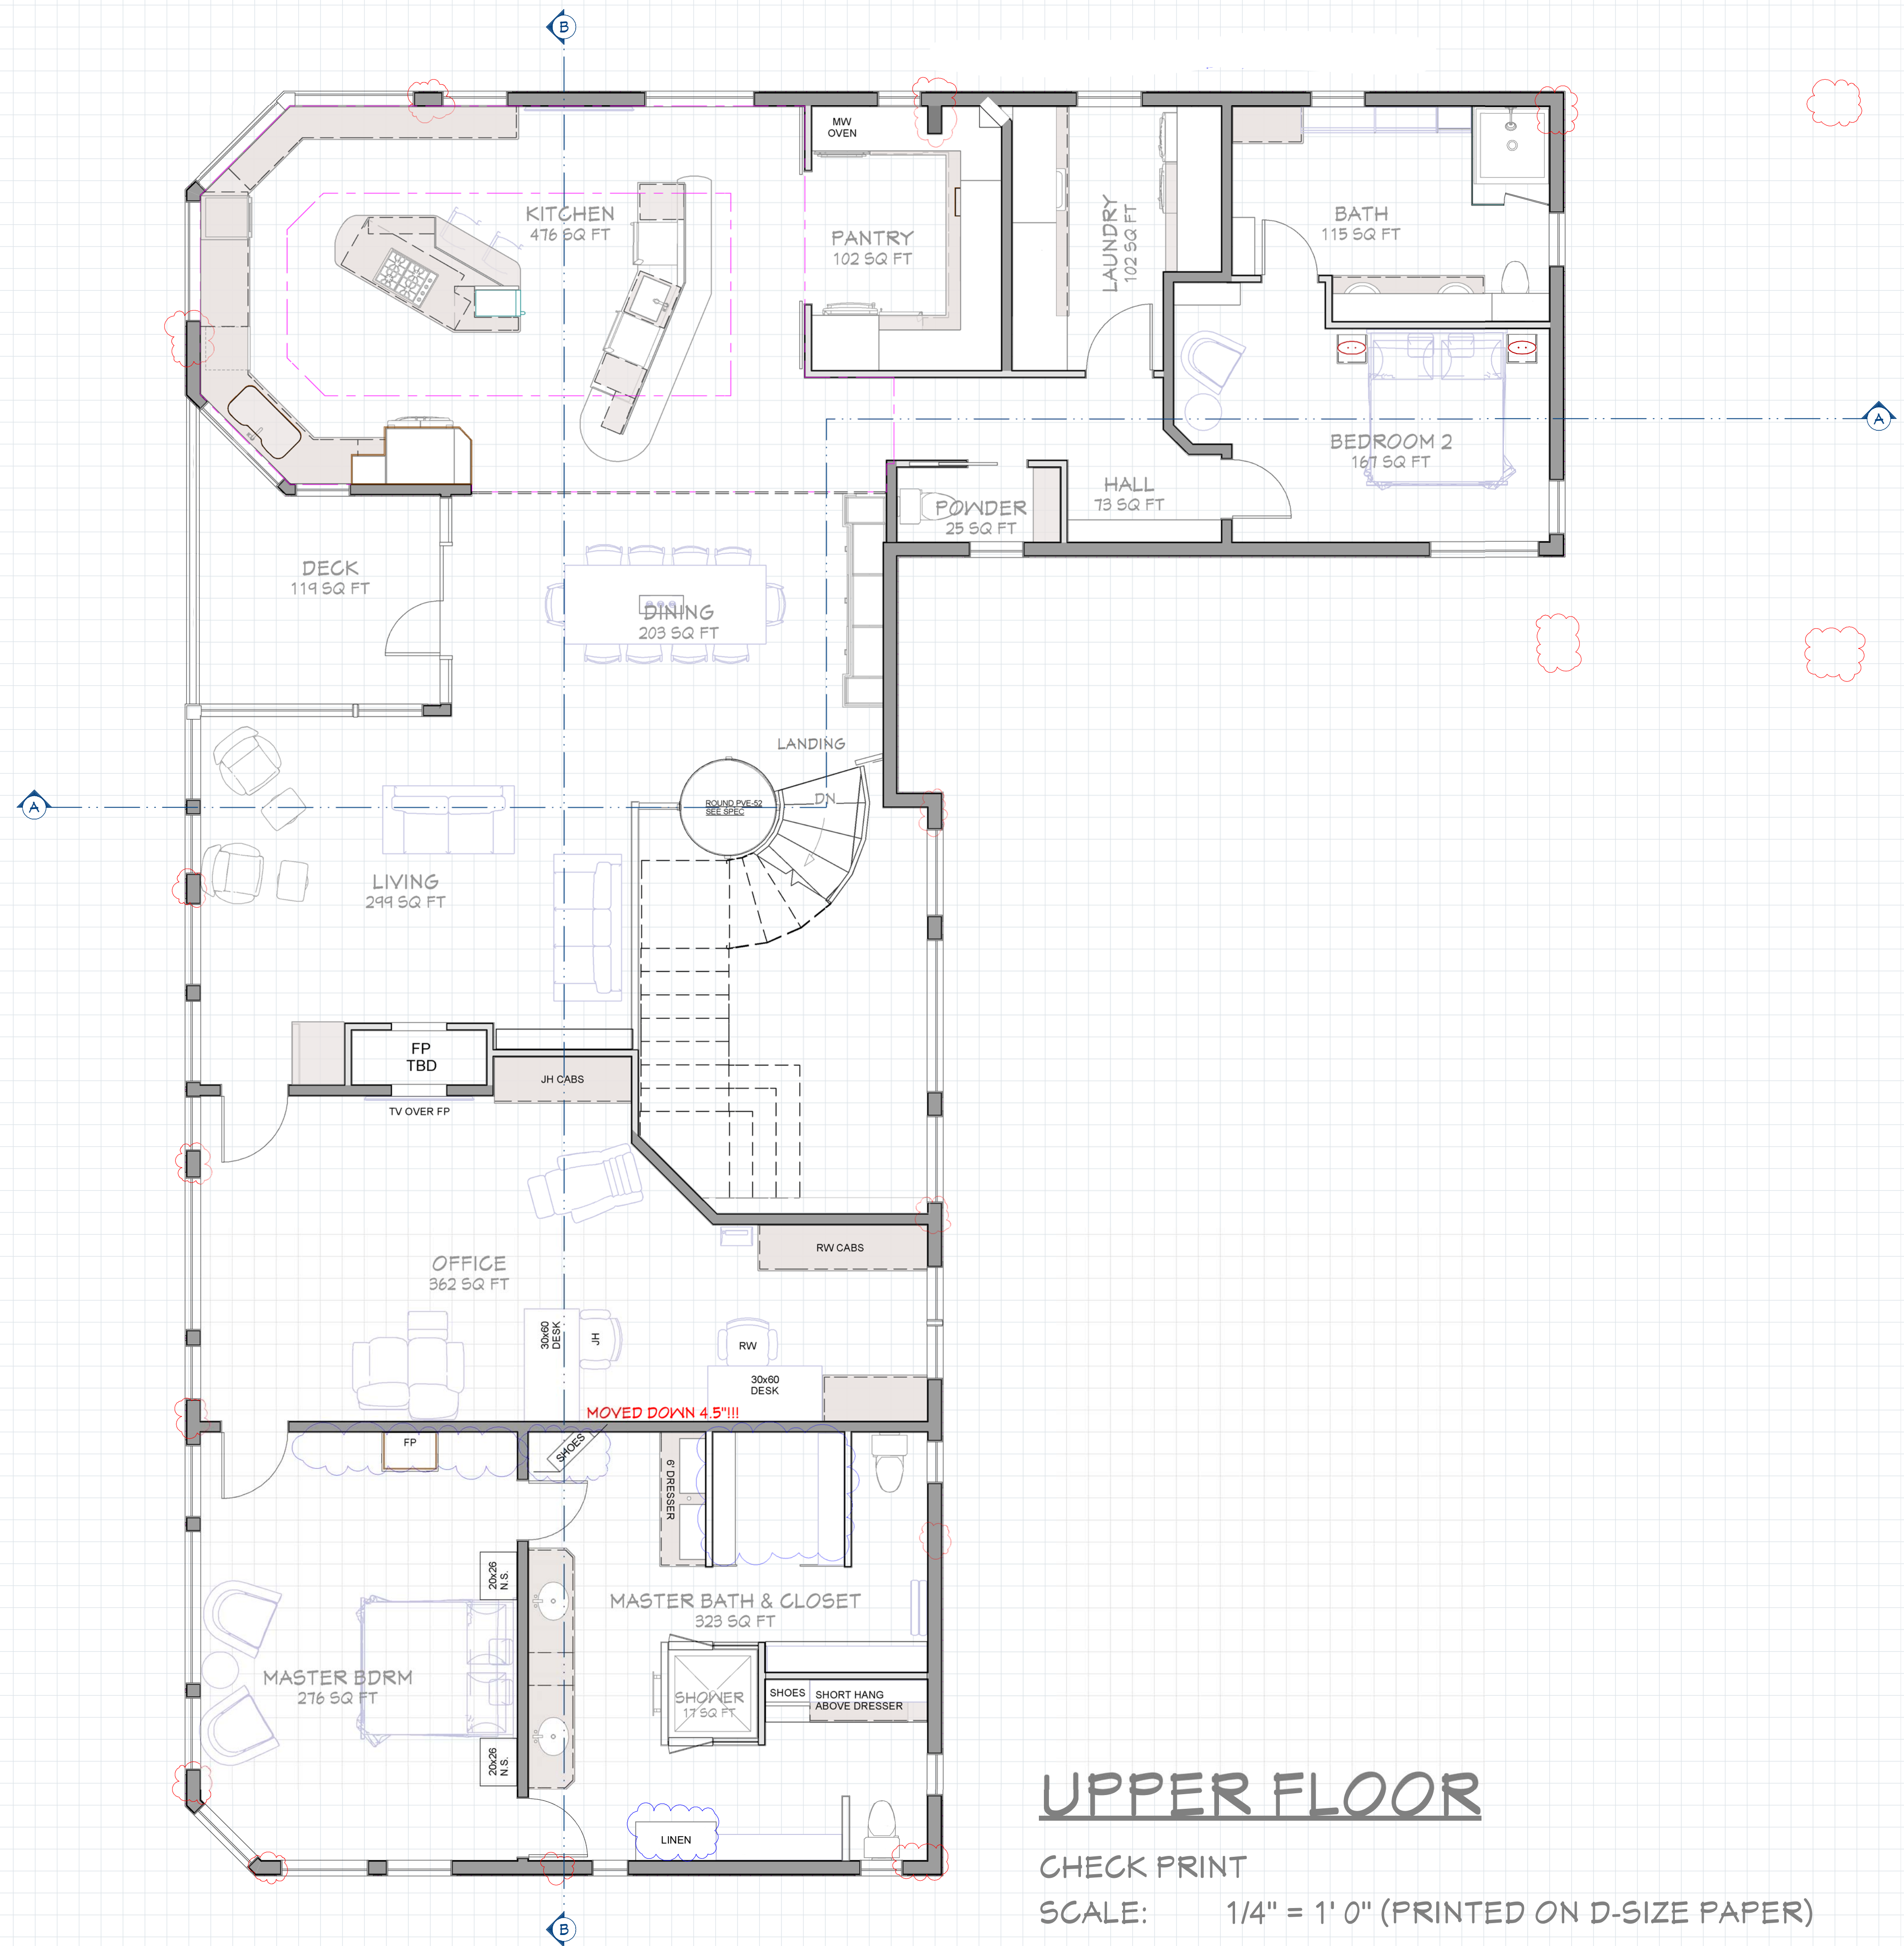 B
MW
OVEN
KITCHEN
476 SQ FT
PANTRY
102 SQ FT
LAUNDRY
102 SQ FT
BATH
115 SQ FT
A
BEDROOM 2
167 SQ FT
HALL
73 SQ FT
POWDER
25 SQ FT
DECK
119 SQ FT
DINING
203 SQ FT
LANDING
DN
A
ROUND PVE-52
SEE SPEC
LIVING
299 SQ FT
FP
TBD
JH CABS
TV OVER FP
RW CABS
OFFICE
362 SQ FT
30x60
DESK
JH
RW
30x60
DESK
MOVED DOWN 4.5"!!!
FP
SHOES
6' DRESSER
20x26
N.S.
MASTER BATH & CLOSET
323 SQ FT
MASTER BDRM
276 SQ FT
SHOWER
17 SQ FT
SHOES
SHORT HANG
ABOVE DRESSER
20x26
N.S.
LINEN
UPPER FLOOR
CHECK PRINT
SCALE: 1/4" = 1' 0" (PRINTED ON D-SIZE PAPER)
B